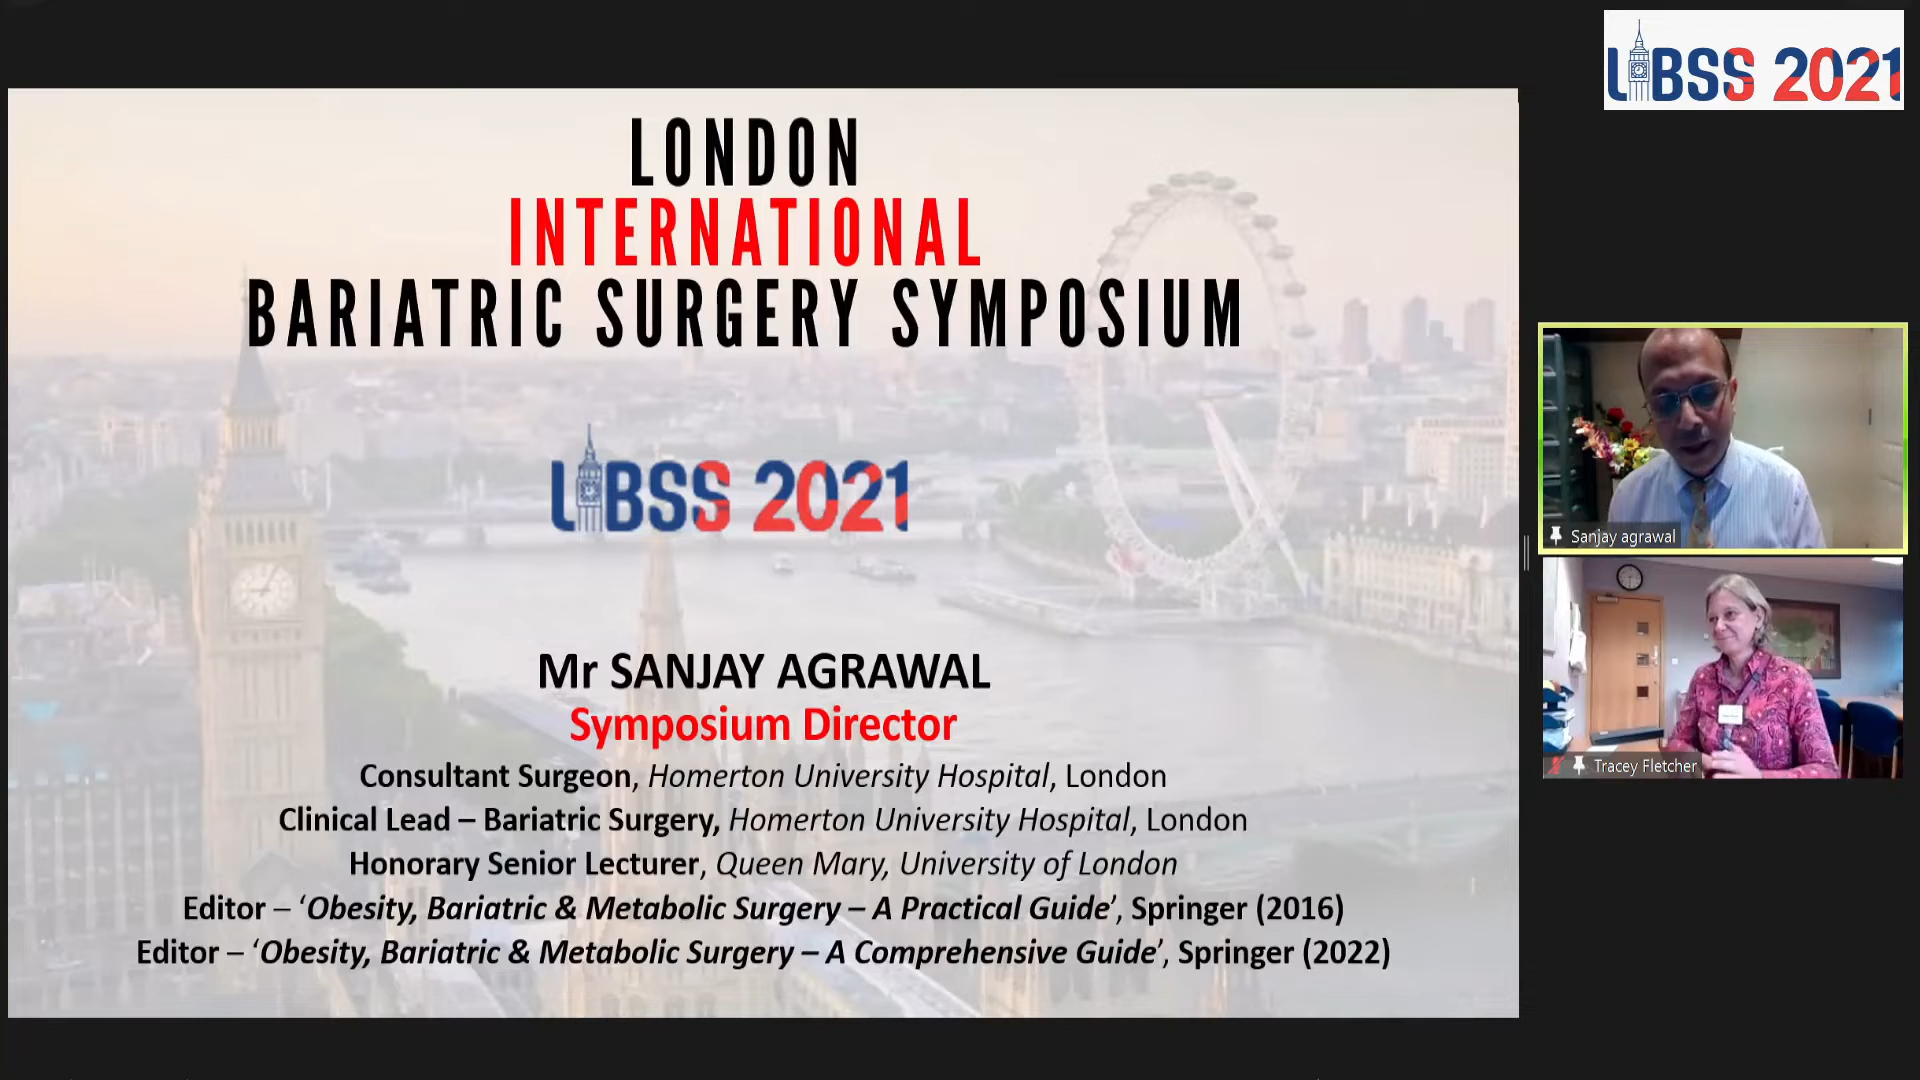 LIBSS 2021
LONDON
INTERNATIONAL
BARIATRIC SURGERY SYMPOSIUM
LIBSS 2021
Mr SANJAY AGRAWAL
Symposium Director
Consultant Surgeon, Homerton University Hospital, London
Clinical Lead – Bariatric Surgery, Homerton University Hospital, London
Honorary Senior Lecturer, Queen Mary, University of London
Editor – ‘Obesity, Bariatric & Metabolic Surgery – A Practical Guide’, Springer (2016)
Editor – ‘Obesity, Bariatric & Metabolic Surgery – A Comprehensive Guide’, Springer (2022)
Sanjay agrawal
Tracey Fletcher